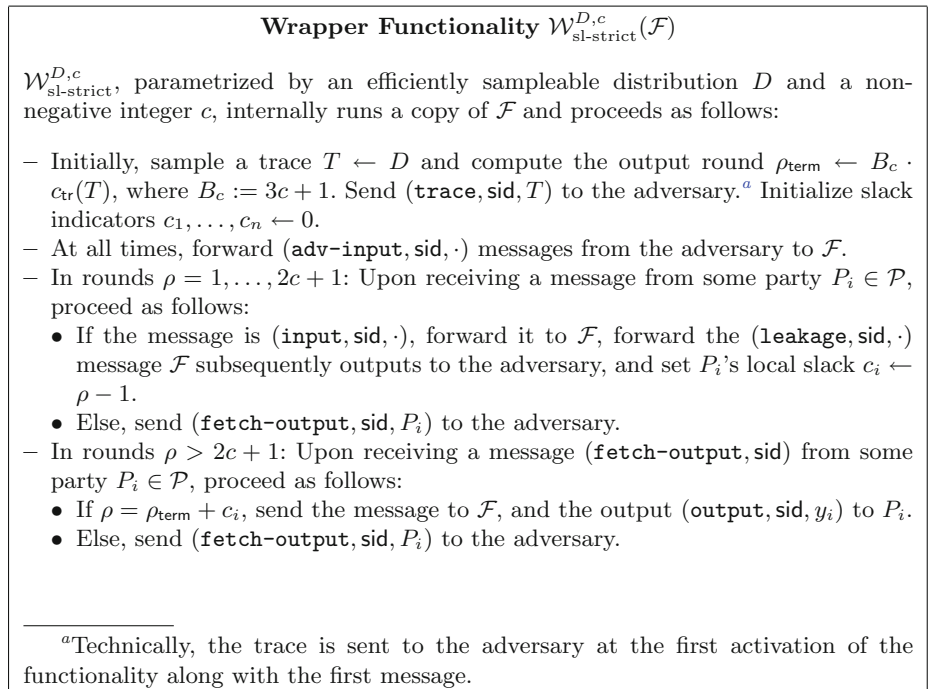 Wrapper Functionality 𝒲^{D,c}_{sl-strict}(ℱ)
𝒲^{D,c}_{sl-strict}, parametrized by an efficiently sampleable distribution D and a non-
negative integer c, internally runs a copy of ℱ and proceeds as follows:
– Initially, sample a trace T ← D and compute the output round ρ_term ← B_c ·
c_tr(T), where B_c := 3c + 1. Send (trace, sid, T) to the adversary.^a Initialize slack
indicators c_1, . . . , c_n ← 0.
– At all times, forward (adv-input, sid, ·) messages from the adversary to ℱ.
– In rounds ρ = 1, . . . , 2c + 1: Upon receiving a message from some party P_i ∈ 𝒫,
proceed as follows:
• If the message is (input, sid, ·), forward it to ℱ, forward the (leakage, sid, ·)
message ℱ subsequently outputs to the adversary, and set P_i's local slack c_i ←
ρ − 1.
• Else, send (fetch-output, sid, P_i) to the adversary.
– In rounds ρ > 2c + 1: Upon receiving a message (fetch-output, sid) from some
party P_i ∈ 𝒫, proceed as follows:
• If ρ = ρ_term + c_i, send the message to ℱ, and the output (output, sid, y_i) to P_i.
• Else, send (fetch-output, sid, P_i) to the adversary.
^a Technically, the trace is sent to the adversary at the first activation of the
functionality along with the first message.